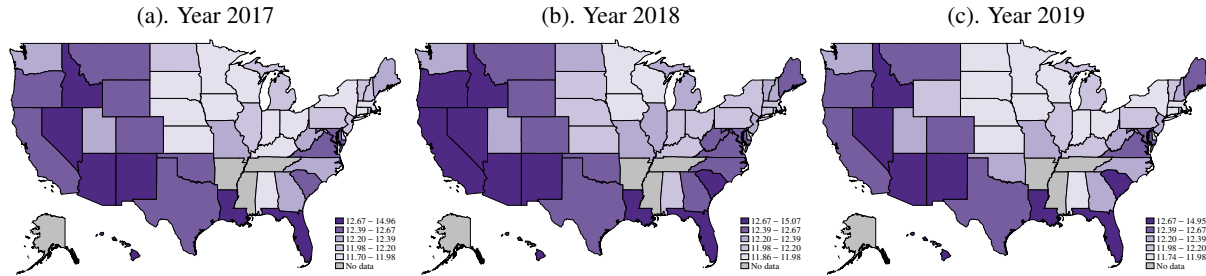 (a). Year 2017
(b). Year 2018
(c). Year 2019
12.67 – 14.96
12.39 – 12.67
12.20 – 12.39
11.98 – 12.20
11.70 – 11.98
No data
12.67 – 15.07
12.39 – 12.67
12.20 – 12.39
11.98 – 12.20
11.86 – 11.98
No data
12.67 – 14.95
12.39 – 12.67
12.20 – 12.39
11.98 – 12.20
11.74 – 11.98
No data